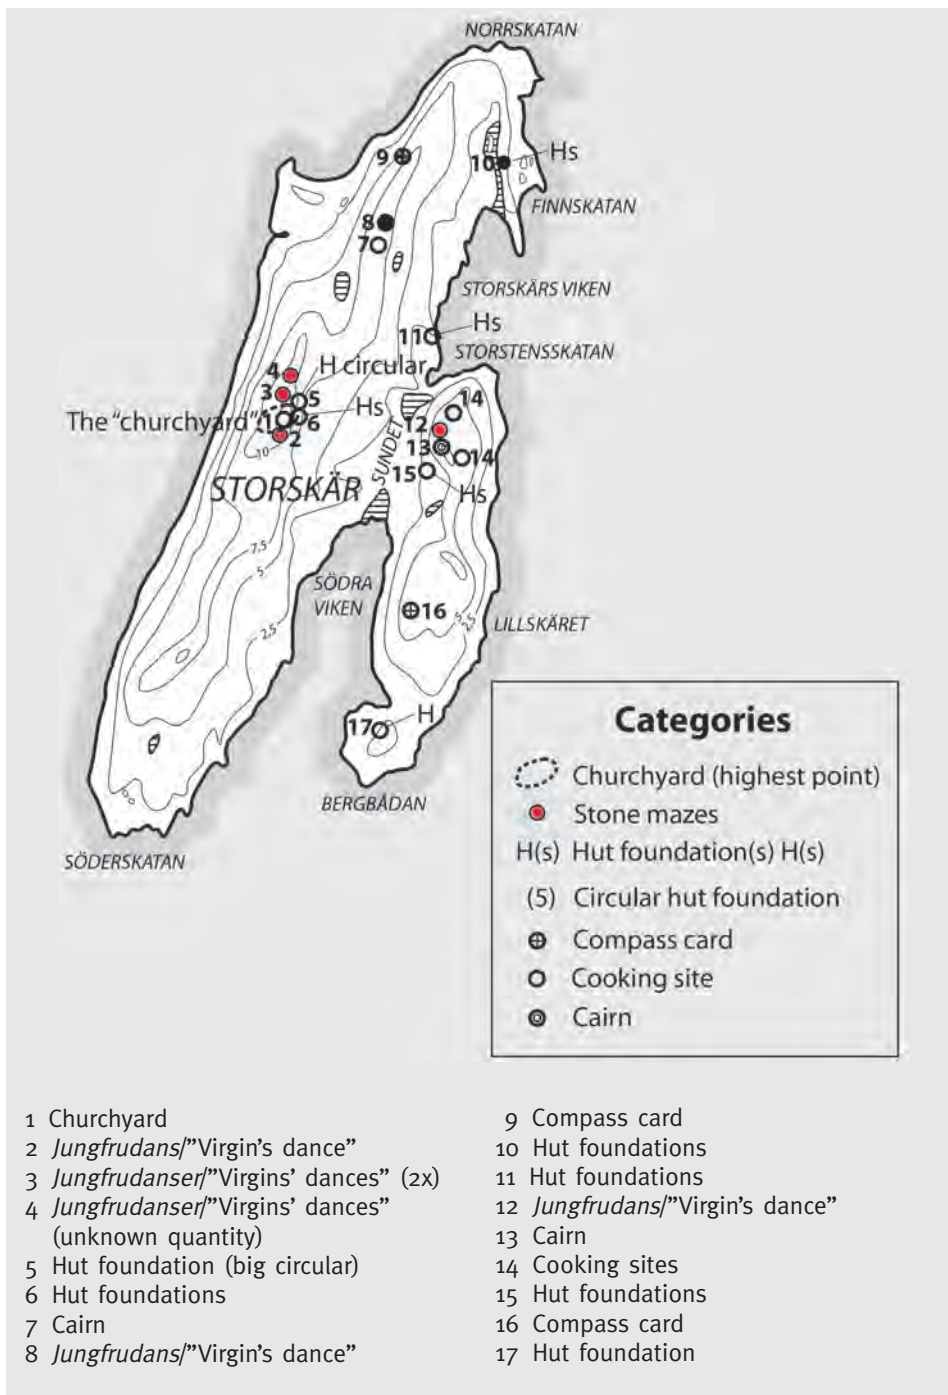 NORRSKATAN
9
10
Hs
FINNSKATAN
8
7
STORSKÄRS VIKEN
11
Hs
STORSTENSSKATAN
4
H circular
3
5
14
The “churchyard”
1
Hs
6
2
12
10
13
14
SUNDET
15
Hs
STORSKÄR
7,5
5
SÖDRA
VIKEN
16
5
2,5
LILLSKÄRET
2,5
17
H
BERGBÅDAN
SÖDERSKATAN
Categories
Churchyard (highest point)
Stone mazes
H(s) Hut foundation(s) H(s)
(5) Circular hut foundation
Compass card
Cooking site
Cairn
1 Churchyard
2 Jungfrudans/”Virgin’s dance”
3 Jungfrudanser/”Virgins’ dances” (2x)
4 Jungfrudanser/”Virgins’ dances”
(unknown quantity)
5 Hut foundation (big circular)
6 Hut foundations
7 Cairn
8 Jungfrudans/”Virgin’s dance”
9 Compass card
10 Hut foundations
11 Hut foundations
12 Jungfrudans/”Virgin’s dance”
13 Cairn
14 Cooking sites
15 Hut foundations
16 Compass card
17 Hut foundation